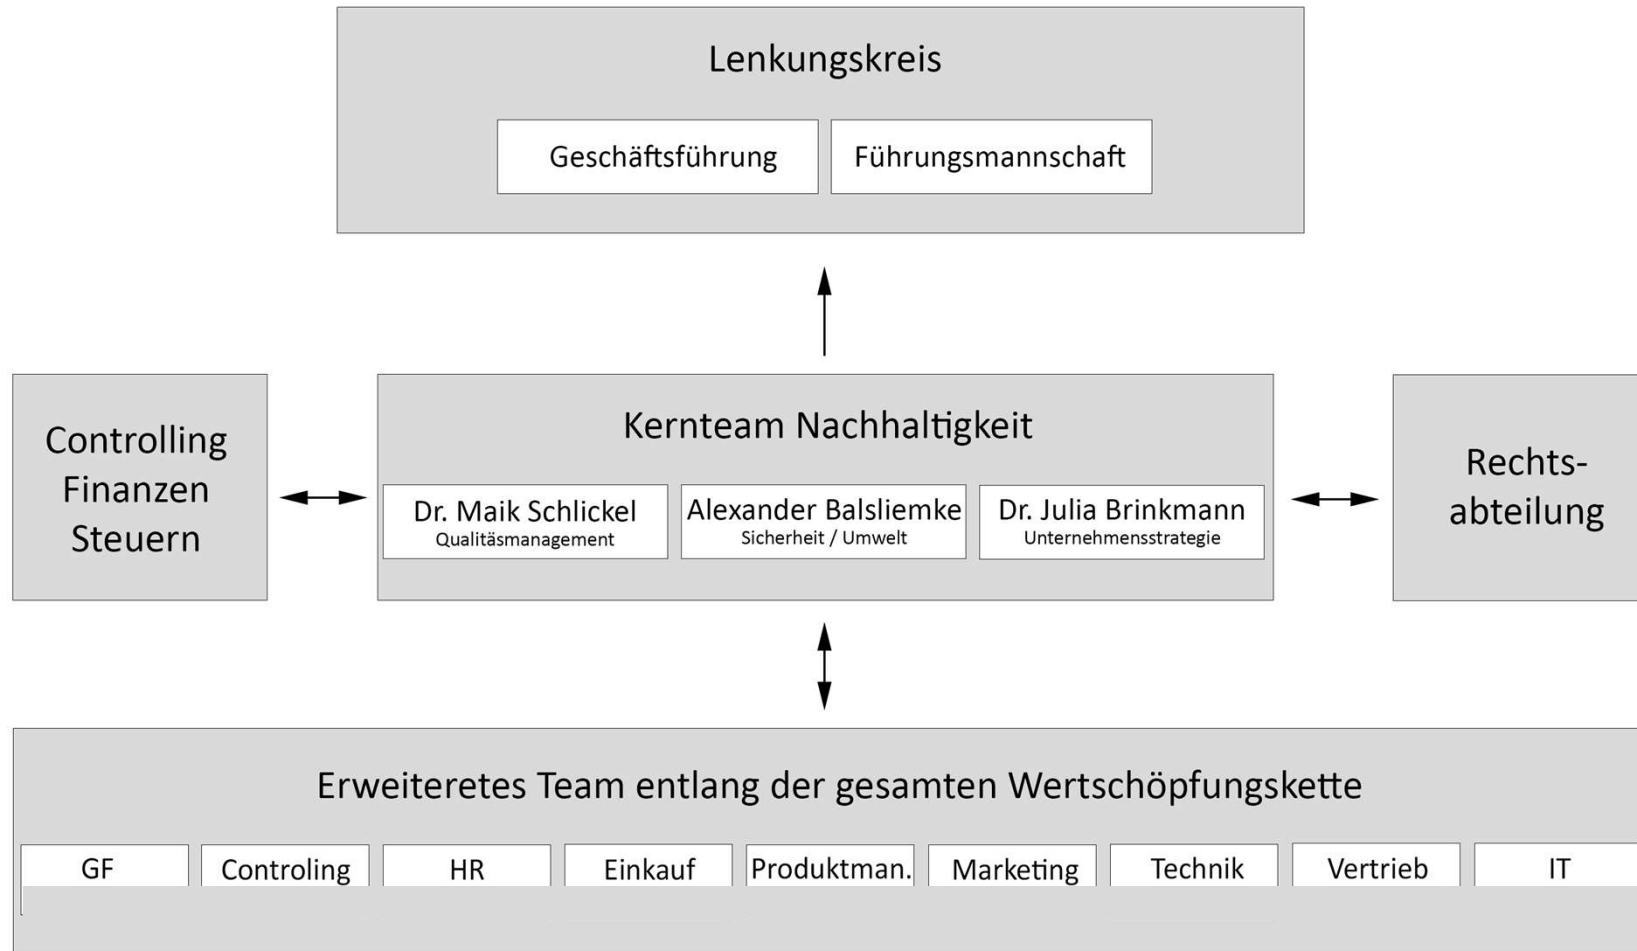 Lenkungskreis
Geschäftsführung
Führungsmannschaft
Controlling
Finanzen
Steuern
Kernteam Nachhaltigkeit
Dr. Maik Schlickel
Qualitäsmanagement
Alexander Balsliemke
Sicherheit / Umwelt
Dr. Julia Brinkmann
Unternehmensstrategie
Rechts-
abteilung
Erweiteretes Team entlang der gesamten Wertschöpfungskette
GF
Controling
HR
Einkauf
Produktman.
Marketing
Technik
Vertrieb
IT